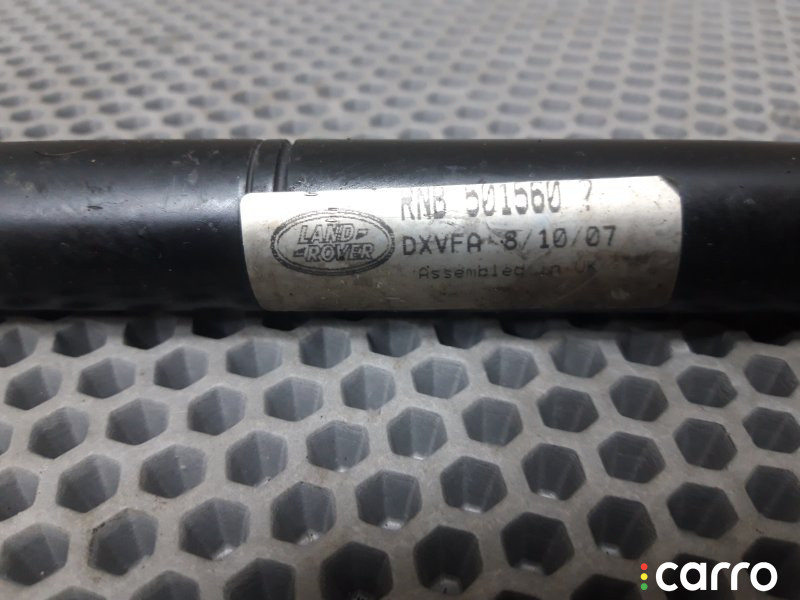 RNB 501560 ?
LAND-
-ROVER
DXVFA 8/10/07
Assembled in UK
carro